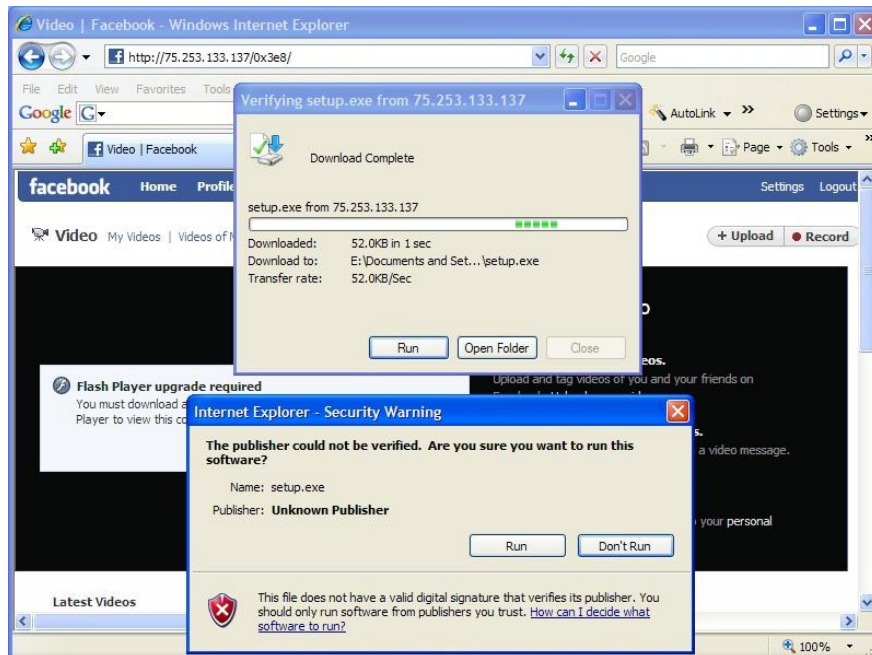 Video | Facebook - Windows Internet Explorer
http://75.253.133.137/0x3e8/
Google
File Edit View Favorites Tools
Google G
AutoLink
Settings
Video | Facebook
Page Tools
facebook Home Profile
Settings Logout
Video My Videos | Videos of
+ Upload Record
Verifying setup.exe from 75.253.133.137
Download Complete
setup.exe from 75.253.133.137
Downloaded: 52.0KB in 1 sec
Download to: E:\Documents and Set...\setup.exe
Transfer rate: 52.0KB/Sec
Run Open Folder Close
Upload and tag videos of you and your friends on
a video message.
your personal
Flash Player upgrade required
You must download a
Player to view this
Internet Explorer - Security Warning
The publisher could not be verified. Are you sure you want to run this
software?
Name: setup.exe
Publisher: Unknown Publisher
Run Don't Run
This file does not have a valid digital signature that verifies its publisher. You
should only run software from publishers you trust. How can I decide what
software to run?
Latest Videos
100%